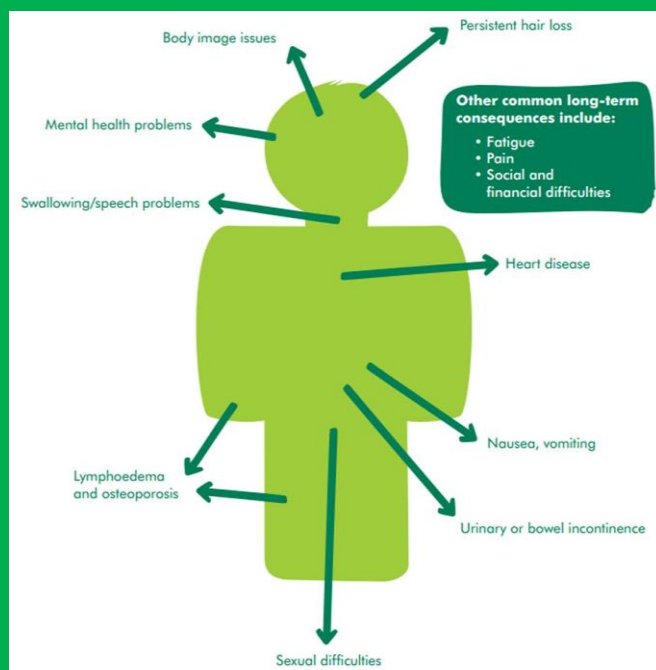 Persistent hair loss
Body image issues
Other common long-term
consequences include:
• Fatigue
• Pain
• Social and
financial difficulties
Mental health problems
Swallowing/speech problems
Heart disease
Nausea, vomiting
Lymphoedema
and osteoporosis
Urinary or bowel incontinence
Sexual difficulties